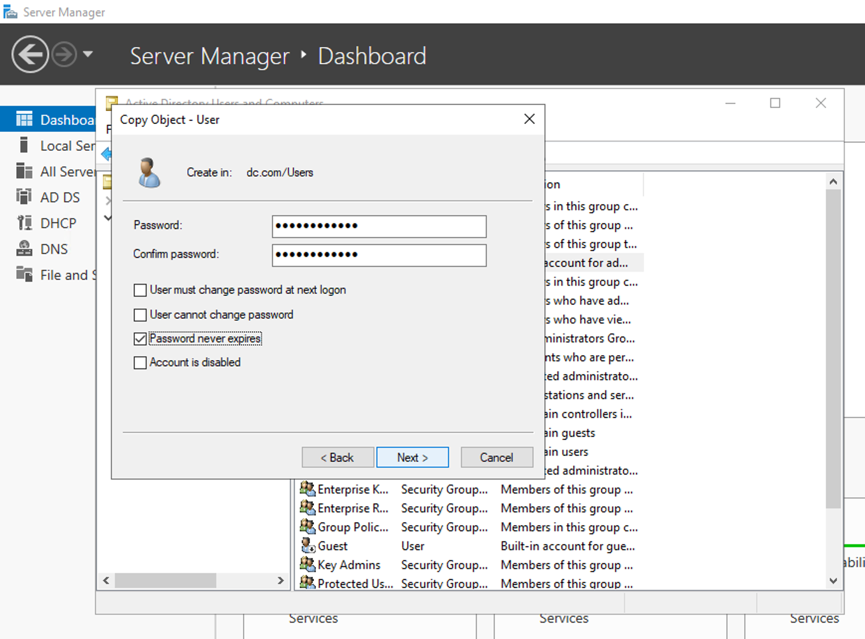 Server Manager
Server Manager ‣ Dashboard
Active Directory Users and Computers
Copy Object - User
Create in: dc.com/Users
Password: ••••••••••••
Confirm password: ••••••••••••
User must change password at next logon
User cannot change password
Password never expires
Account is disabled
< Back
Next >
Cancel
Dashboa
Local Ser
All Server
AD DS
DHCP
DNS
File and S
F
ion
s in this group c...
s of this group ...
s of this group t...
account for ad...
s in this group c...
s who have ad...
s who have vie...
ministrators Gro...
nts who are per...
ted administrato...
stations and ser...
ain controllers i...
ain guests
ain users
ted administrato...
Enterprise K... Security Group... Members of this group ...
Enterprise R... Security Group... Members of this group ...
Group Polic... Security Group... Members in this group c...
Guest User Built-in account for gue...
Key Admins Security Group... Members of this group ...
Protected Us... Security Group... Members of this group ...
abili
Services
Services
Services